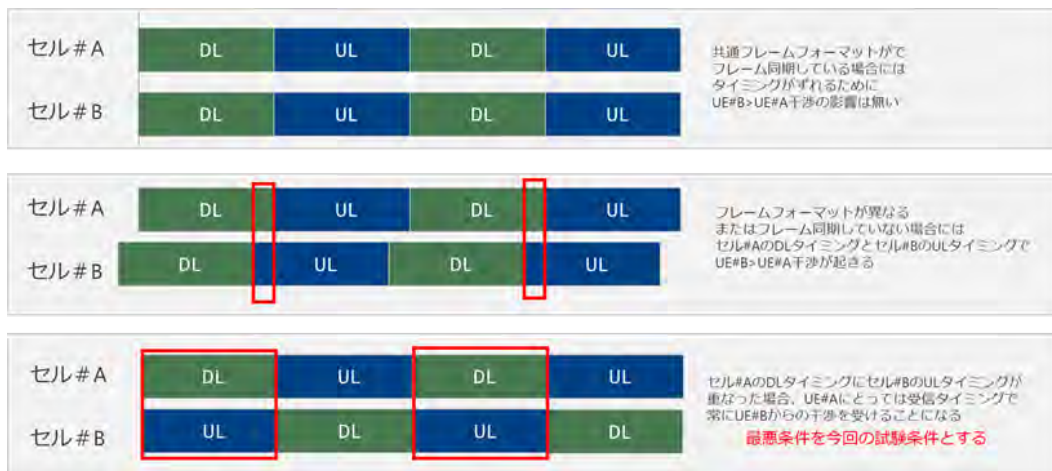 セル#A DL UL DL UL
セル#B DL UL DL UL
共通フレームフォーマットがで
フレーム同期している場合には
タイミングがずれるために
UE#B>UE#A干渉の影響は無い
セル#A DL UL DL UL
セル#B DL UL DL UL
フレームフォーマットが異なる
またはフレーム同期していない場合には
セル#AのDLタイミングとセル#BのULタイミングで
UE#B>UE#A干渉が起きる
セル#A DL UL DL UL
セル#B UL DL UL DL
セル#AのDLタイミングにセル#BのULタイミングが
重なった場合、UE#Aにとっては受信タイミングで
常にUE#Bからの干渉を受けることになる
最悪条件を今回の試験条件とする